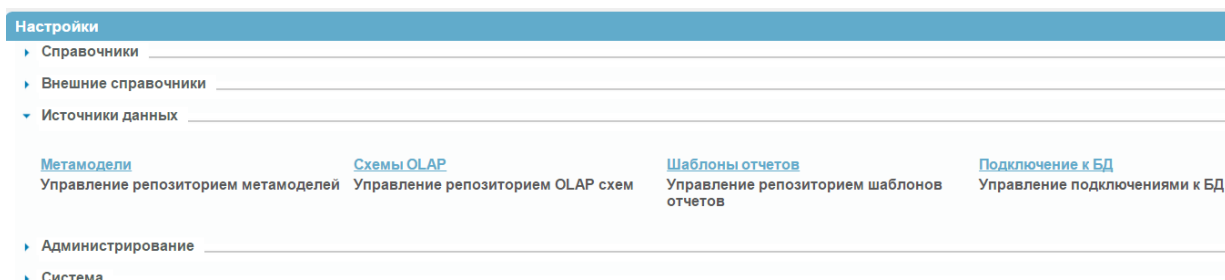 Настройки
Справочники
Внешние справочники
Источники данных
Метамодели
Управление репозиторием метамоделей
Схемы OLAP
Управление репозиторием OLAP схем
Шаблоны отчетов
Управление репозиторием шаблонов
отчетов
Подключение к БД
Управление подключениями к БД
Администрирование
Система